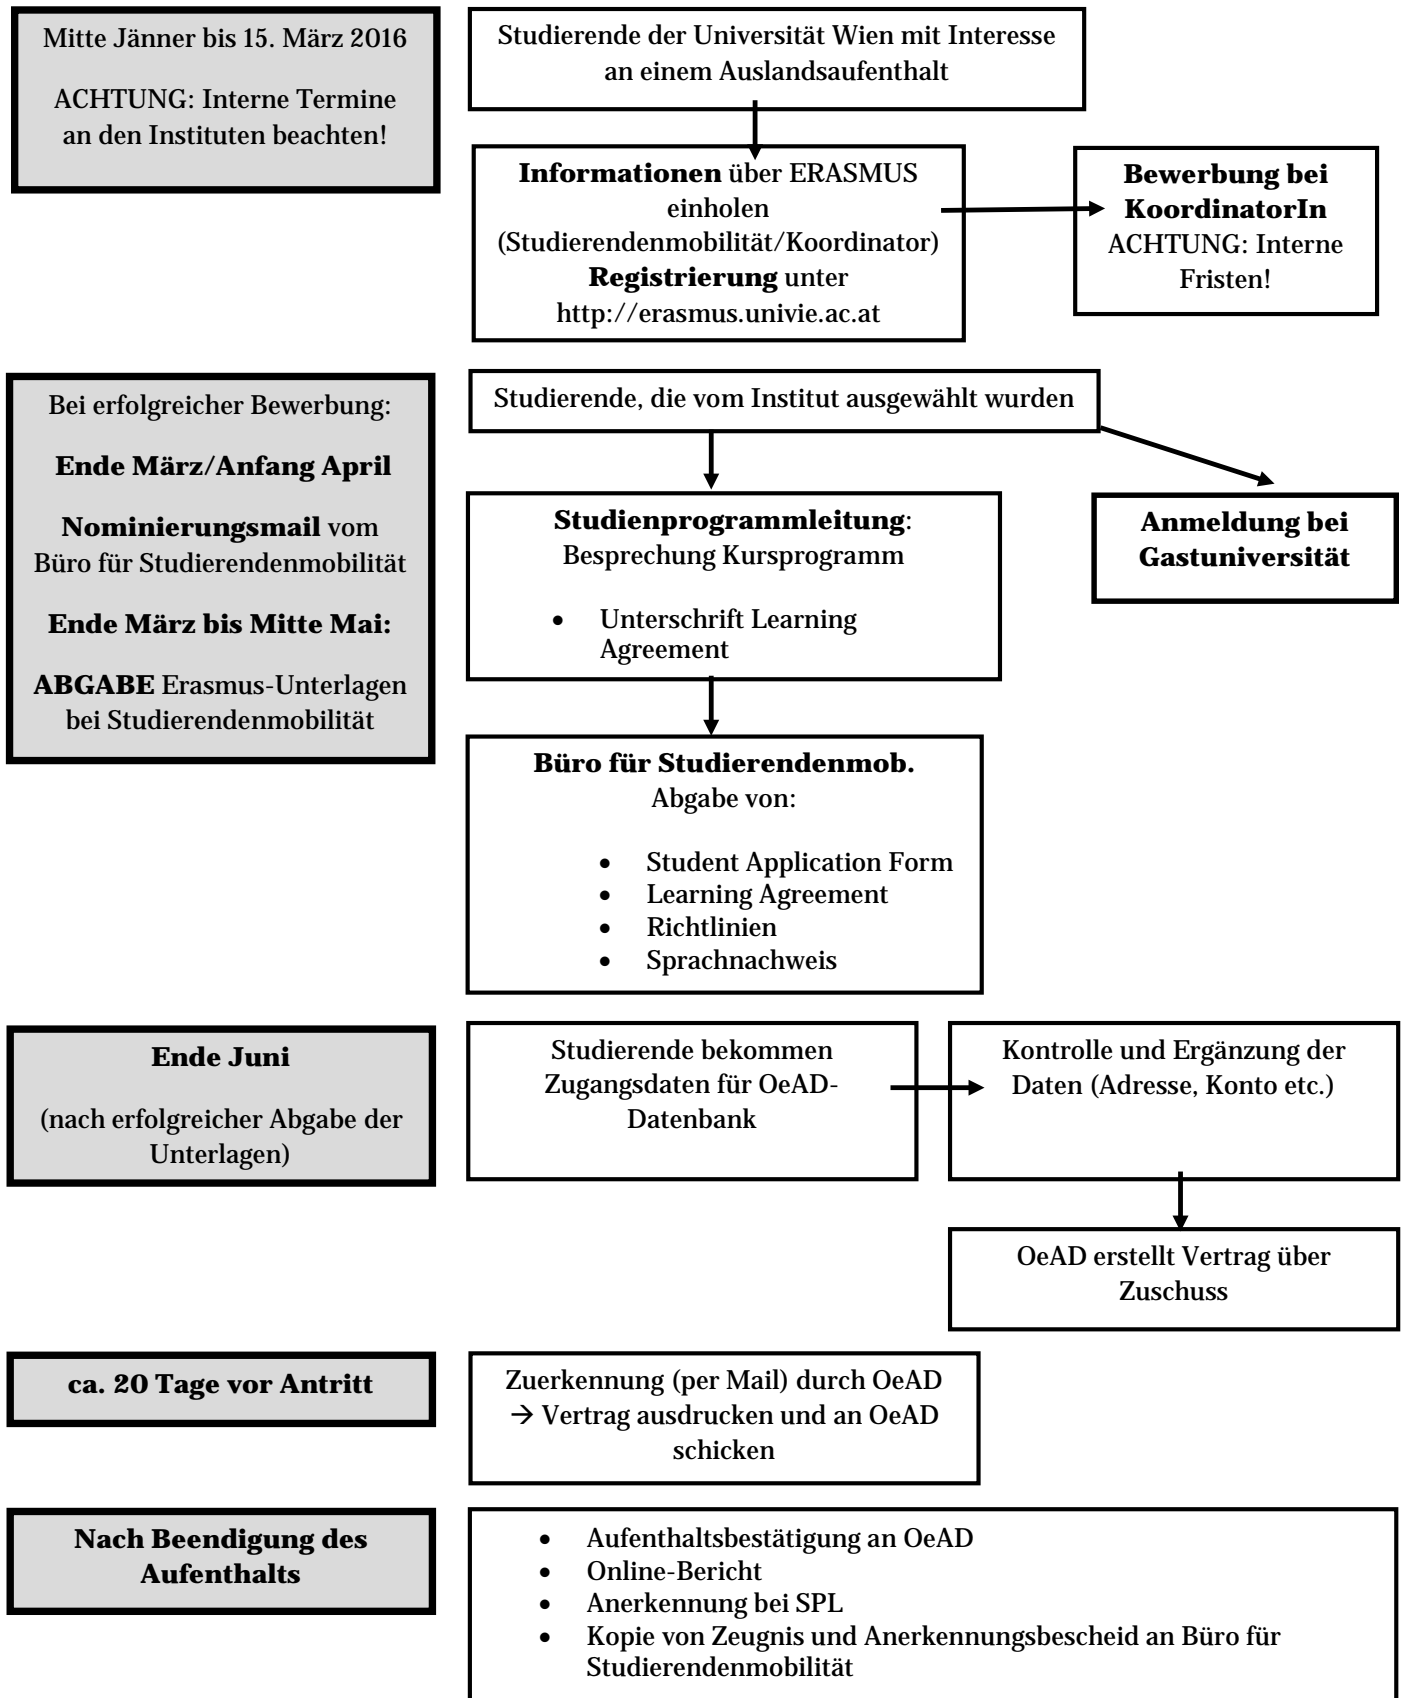 Mitte Jänner bis 15. März 2016
ACHTUNG: Interne Termine
an den Instituten beachten!
Studierende der Universität Wien mit Interesse
an einem Auslandsaufenthalt
Informationen über ERASMUS
einholen
(Studierendenmobilität/Koordinator)
Registrierung unter
http://erasmus.univie.ac.at
Bewerbung bei
KoordinatorIn
ACHTUNG: Interne
Fristen!
Bei erfolgreicher Bewerbung:
Ende März/Anfang April
Nominierungsmail vom
Büro für Studierendenmobilität
Ende März bis Mitte Mai:
ABGABE Erasmus-Unterlagen
bei Studierendenmobilität
Studierende, die vom Institut ausgewählt wurden
Studienprogrammleitung:
Besprechung Kursprogramm
• Unterschrift Learning
Agreement
Anmeldung bei
Gastuniversität
Büro für Studierendenmob.
Abgabe von:
• Student Application Form
• Learning Agreement
• Richtlinien
• Sprachnachweis
Ende Juni
(nach erfolgreicher Abgabe der
Unterlagen)
Studierende bekommen
Zugangsdaten für OeAD-
Datenbank
Kontrolle und Ergänzung der
Daten (Adresse, Konto etc.)
OeAD erstellt Vertrag über
Zuschuss
ca. 20 Tage vor Antritt
Zuerkennung (per Mail) durch OeAD
→ Vertrag ausdrucken und an OeAD
schicken
Nach Beendigung des
Aufenthalts
• Aufenthaltsbestätigung an OeAD
• Online-Bericht
• Anerkennung bei SPL
• Kopie von Zeugnis und Anerkennungsbescheid an Büro für
Studierendenmobilität